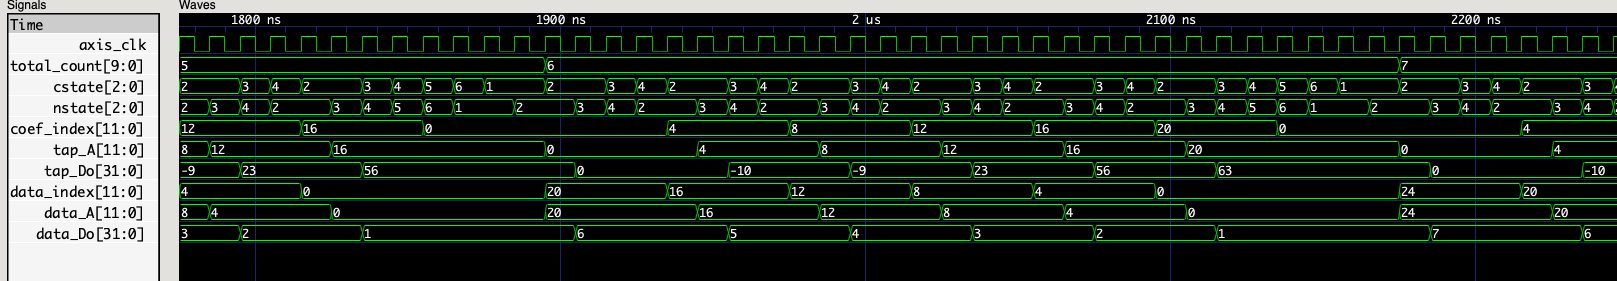 Signals Waves
Time 1800 ns 1900 ns 2 us 2100 ns 2200 ns
axis_clk
total_count[9:0] 5 6 7
cstate[2:0] 2 3 4 2 3 4 5 6 1 2 3 4 2 3 4 2 3 4 2 3 4 2 3 4 2 3 4 5 6 1 2 3 4 2 3
nstate[2:0] 2 3 4 2 3 4 5 6 1 2 3 4 2 3 4 2 3 4 2 3 4 2 3 4 2 3 4 5 6 1 2 3 4 2 3 4
coef_index[11:0] 12 16 0 4 8 12 16 20 0 4
tap_A[11:0] 8 12 16 0 4 8 12 16 20 0 4
tap_Do[31:0] -9 23 56 0 -10 -9 23 56 63 0 -10
data_index[11:0] 4 0 20 16 12 8 4 0 24 20
data_A[11:0] 8 4 0 20 16 12 8 4 0 24 20
data_Do[31:0] 3 2 1 6 5 4 3 2 1 7 6